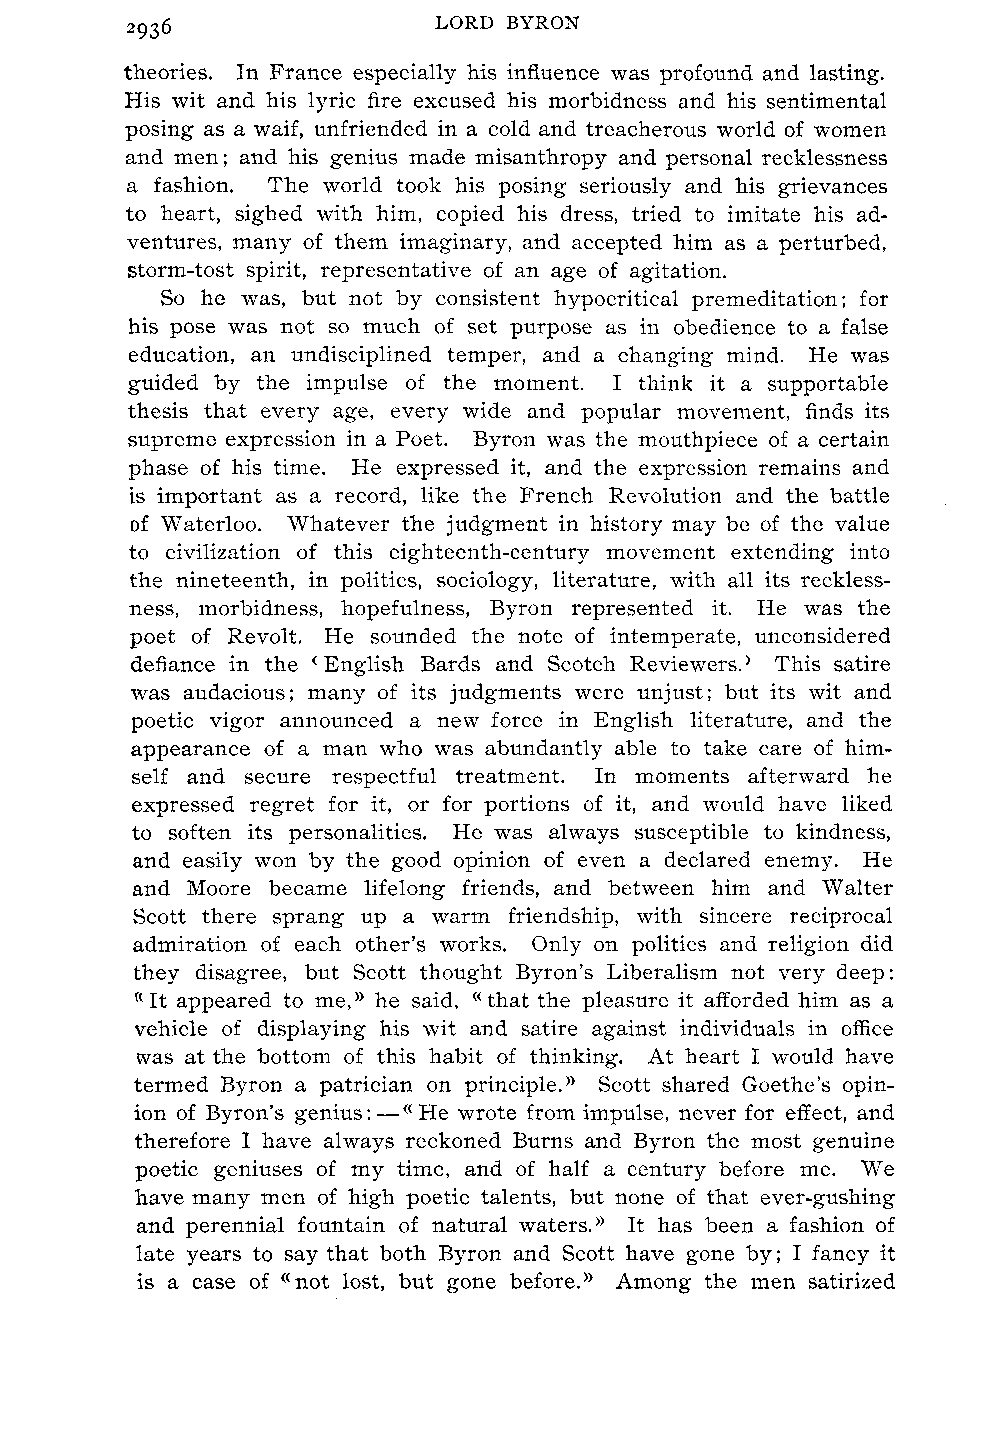 2936 LORD BYRON
theories. In France especially his influence was profound and lasting.
His wit and his lyric fire excused his morbidness and his sentimental
posing as a waif, unfriended in a cold and treacherous world of women
and men; and his genius made misanthropy and personal recklessness
a fashion. The world took his posing seriously and his grievances
to heart, sighed with him, copied his dress, tried to imitate his ad-
ventures, many of them imaginary, and accepted him as a perturbed,
storm-tost spirit, representative of an age of agitation.
So he was, but not by consistent hypocritical premeditation; for
his pose was not so much of set purpose as in obedience to a false
education, an undisciplined temper, and a changing mind. He was
guided by the impulse of the moment. I think it a supportable
thesis that every age, every wide and popular movement, finds its
supreme expression in a Poet. Byron was the mouthpiece of a certain
phase of his time. He expressed it, and the expression remains and
is important as a record, like the French Revolution and the battle
of Waterloo. Whatever the judgment in history may be of the value
to civilization of this eighteenth-century movement extending into
the nineteenth, in politics, sociology, literature, with all its reckless-
ness, morbidness, hopefulness, Byron represented it. He was the
poet of Revolt. He sounded the note of intemperate, unconsidered
defiance in the ‹English Bards and Scotch Reviewers.› This satire
was audacious; many of its judgments were unjust; but its wit and
poetic vigor announced a new force in English literature, and the
appearance of a man who was abundantly able to take care of him-
self and secure respectful treatment. In moments afterward he
expressed regret for it, or for portions of it, and would have liked
to soften its personalities. He was always susceptible to kindness,
and easily won by the good opinion of even a declared enemy. He
and Moore became lifelong friends, and between him and Walter
Scott there sprang up a warm friendship, with sincere reciprocal
admiration of each other's works. Only on politics and religion did
they disagree, but Scott thought Byron's Liberalism not very deep:
«It appeared to me,» he said, «that the pleasure it afforded him as a
vehicle of displaying his wit and satire against individuals in office
was at the bottom of this habit of thinking. At heart I would have
termed Byron a patrician on principle.» Scott shared Goethe's opin-
ion of Byron's genius:—«He wrote from impulse, never for effect, and
therefore I have always reckoned Burns and Byron the most genuine
poetic geniuses of my time, and of half a century before me. We
have many men of high poetic talents, but none of that ever-gushing
and perennial fountain of natural waters.» It has been a fashion of
late years to say that both Byron and Scott have gone by; I fancy it
is a case of «not lost, but gone before.» Among the men satirized